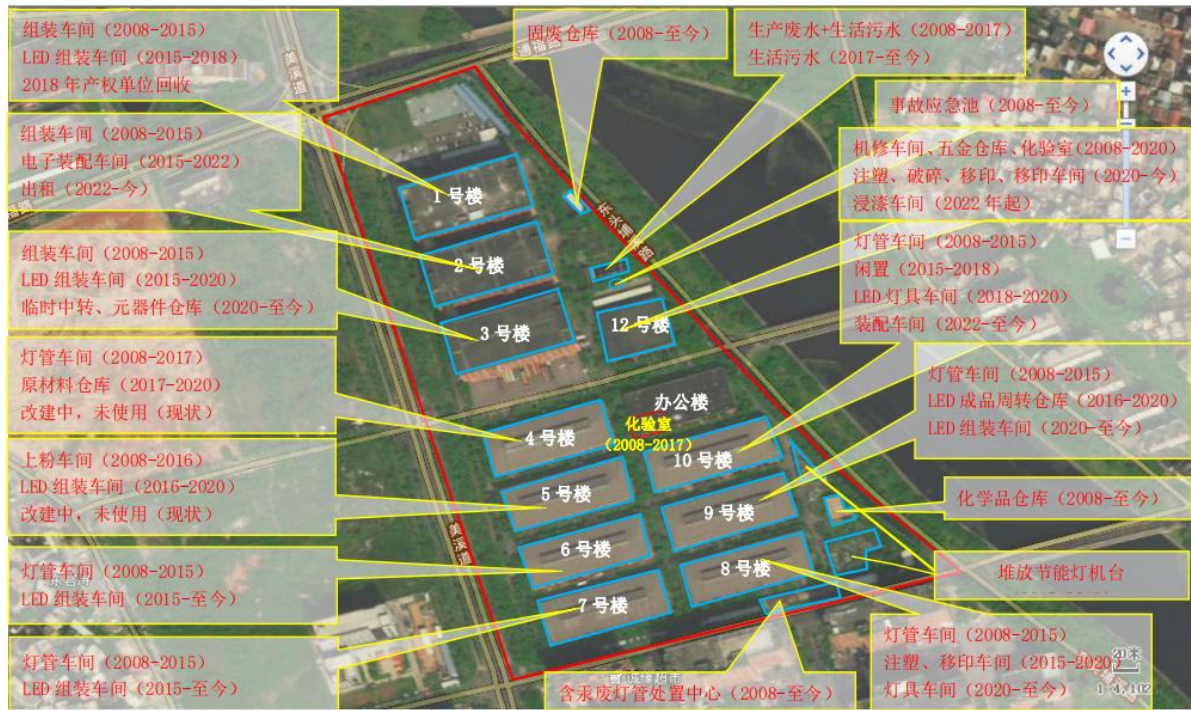 组装车间（2008-2015）
LED 组装车间（2015-2018）
2018 年产权单位回收
固废仓库（2008-至今）
生产废水+生活污水（2008-2017）
生活污水（2017-至今）
事故应急池（2008-至今）
组装车间（2008-2015）
电子装配车间（2015-2022）
出租（2022-今）
机修车间、五金仓库、化验室(2008-2020)
注塑、破碎、移印、移印车间（2020-今）
浸漆车间（2022 年起）
组装车间（2008-2015）
LED 组装车间（2015-2020）
临时中转、元器件仓库（2020-至今）
灯管车间（2008-2015）
闲置（2015-2018）
LED 灯具车间（2018-2020）
装配车间（2022-至今）
灯管车间（2008-2017）
原材料仓库（2017-2020）
改建中，未使用（现状）
灯管车间（2008-2015）
LED 成品周转仓库（2016-2020）
LED 组装车间（2020-至今）
上粉车间（2008-2016）
LED 组装车间（2016-2020）
改建中，未使用（现状）
化学品仓库（2008-至今）
灯管车间（2008-2015）
LED 组装车间（2015-至今）
堆放节能灯机台
灯管车间（2008-2015）
LED 组装车间（2015-至今）
含汞废灯管处置中心（2008-至今）
灯管车间（2008-2015）
注塑、移印车间（2015-2020）
灯具车间（2020-至今）
1 号楼
2 号楼
3 号楼
12 号楼
办公楼
化验室
（2008-2017）
4 号楼
10 号楼
5 号楼
9 号楼
6 号楼
8 号楼
7 号楼
通福路
美溪道
美溪道
20米
1:4,102